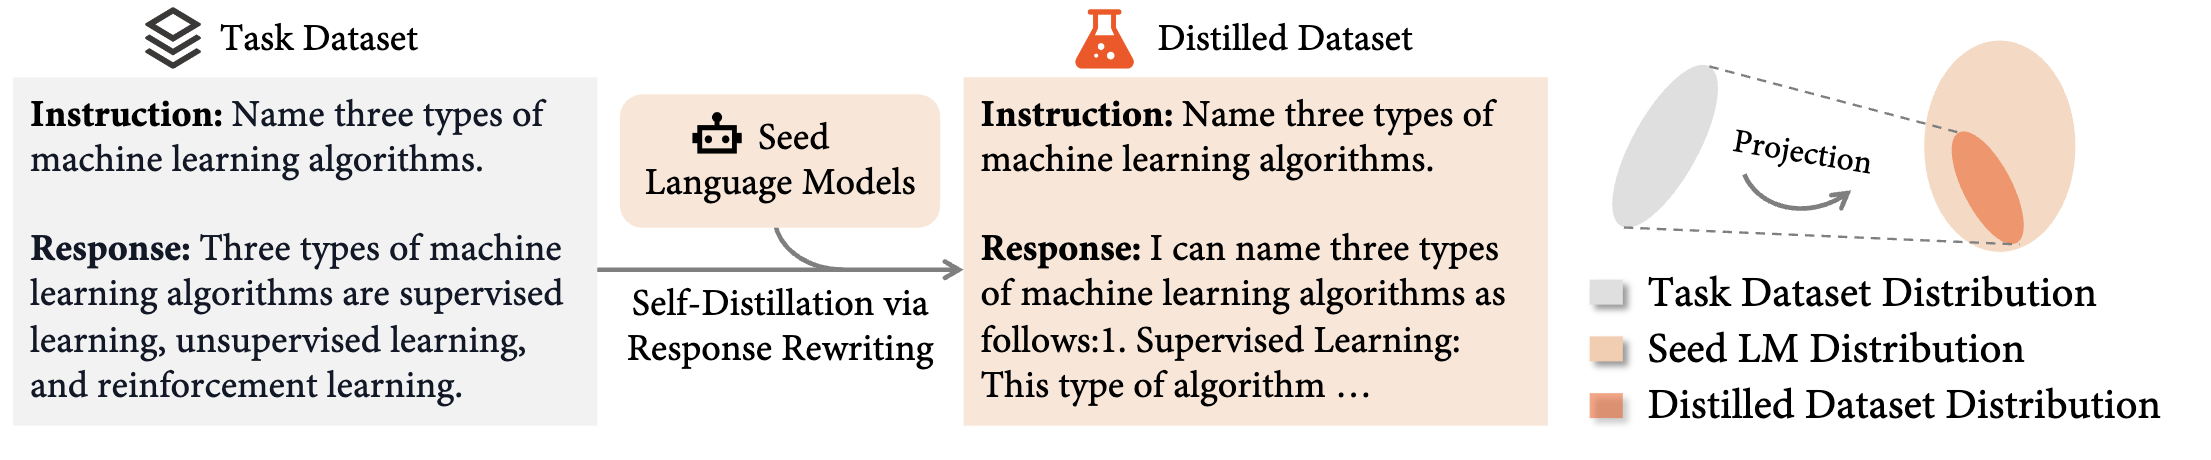 Task Dataset
Instruction: Name three types of
machine learning algorithms.
Response: Three types of machine
learning algorithms are supervised
learning, unsupervised learning,
and reinforcement learning.
Seed
Language Models
Self-Distillation via
Response Rewriting
Distilled Dataset
Instruction: Name three types of
machine learning algorithms.
Response: I can name three types
of machine learning algorithms as
follows:1. Supervised Learning:
This type of algorithm …
Projection
Task Dataset Distribution
Seed LM Distribution
Distilled Dataset Distribution